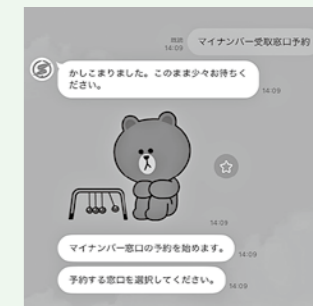 マイナンバー受取窓口予約
既読
14:09
かしこまりました。このまま少々お待ちく
ださい。
14:09
14:09
マイナンバー窓口の予約を始めます。
14:09
予約する窓口を選択してください。
14:09